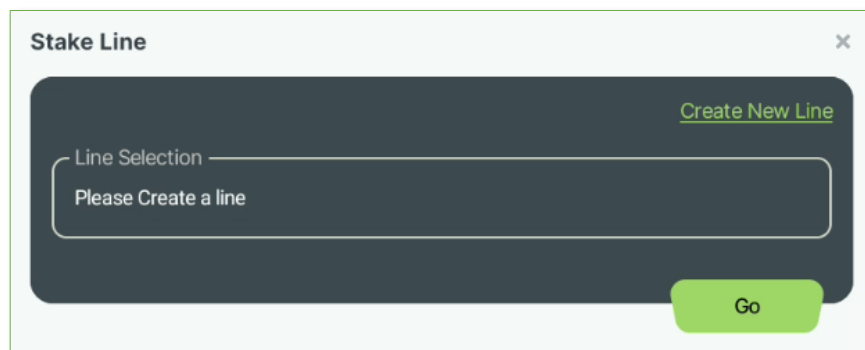 Stake Line
×
Create New Line
Line Selection
Please Create a line
Go